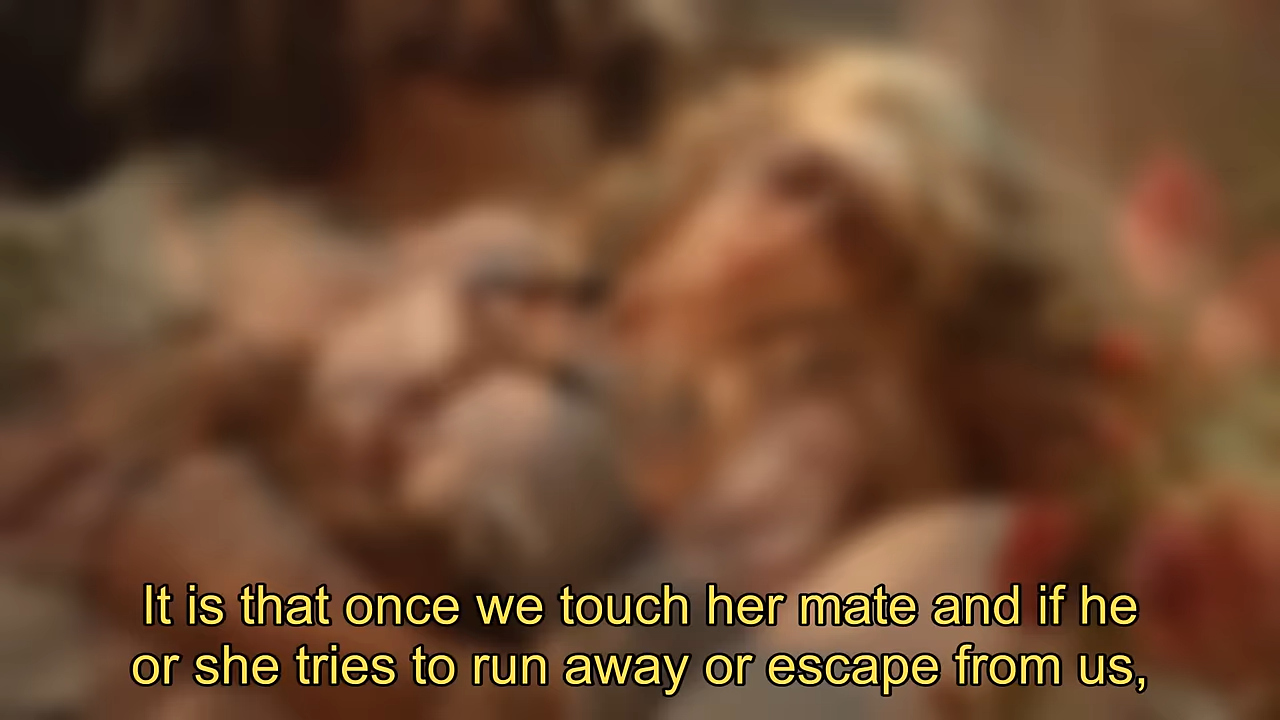 It is that once we touch her mate and if he
or she tries to run away or escape from us,